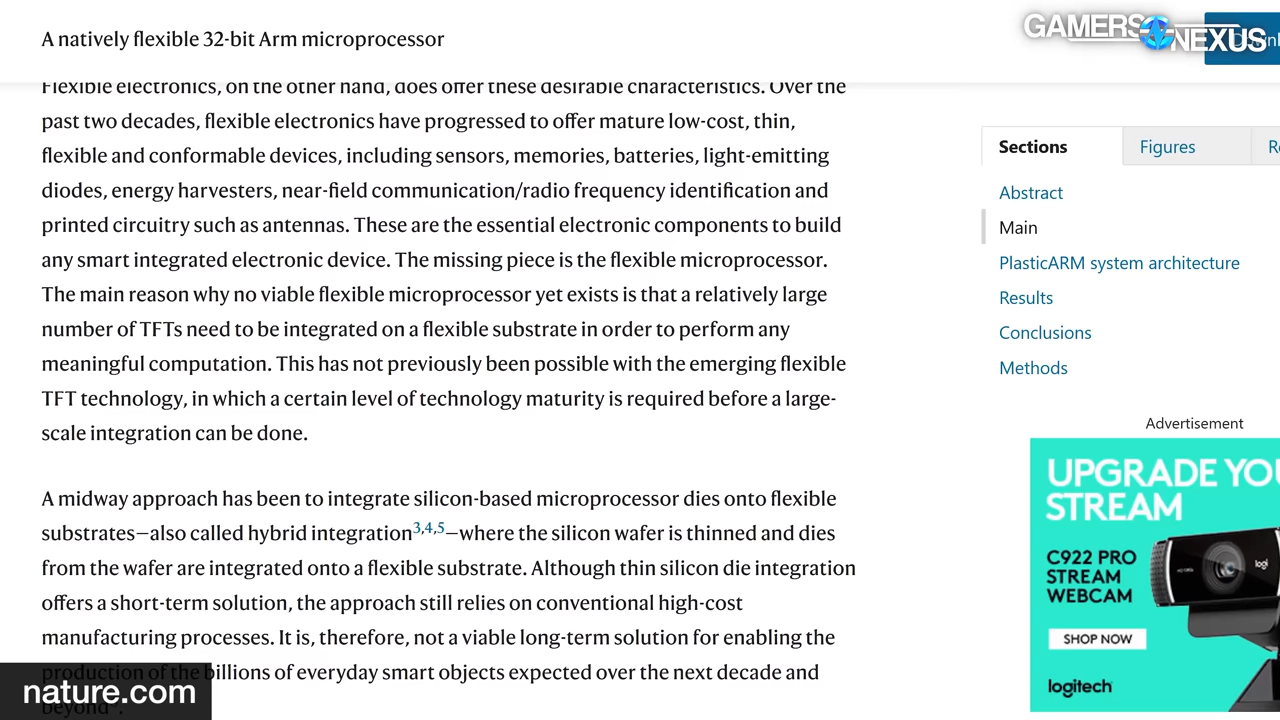 A natively flexible 32-bit Arm microprocessor
GAMERS NEXUS
Flexible electronics, on the other hand, does offer these desirable characteristics. Over the
past two decades, flexible electronics have progressed to offer mature low-cost, thin,
flexible and conformable devices, including sensors, memories, batteries, light-emitting
diodes, energy harvesters, near-field communication/radio frequency identification and
printed circuitry such as antennas. These are the essential electronic components to build
any smart integrated electronic device. The missing piece is the flexible microprocessor.
The main reason why no viable flexible microprocessor yet exists is that a relatively large
number of TFTs need to be integrated on a flexible substrate in order to perform any
meaningful computation. This has not previously been possible with the emerging flexible
TFT technology, in which a certain level of technology maturity is required before a large-
scale integration can be done.
A midway approach has been to integrate silicon-based microprocessor dies onto flexible
substrates—also called hybrid integration3,4,5—where the silicon wafer is thinned and dies
from the wafer are integrated onto a flexible substrate. Although thin silicon die integration
offers a short-term solution, the approach still relies on conventional high-cost
manufacturing processes. It is, therefore, not a viable long-term solution for enabling the
production of the billions of everyday smart objects expected over the next decade and
beyond
nature.com
Sections
Figures
Abstract
Main
PlasticARM system architecture
Results
Conclusions
Methods
Advertisement
UPGRADE YOU
STREAM
C922 PRO
STREAM
WEBCAM
SHOP NOW
logitech
logi